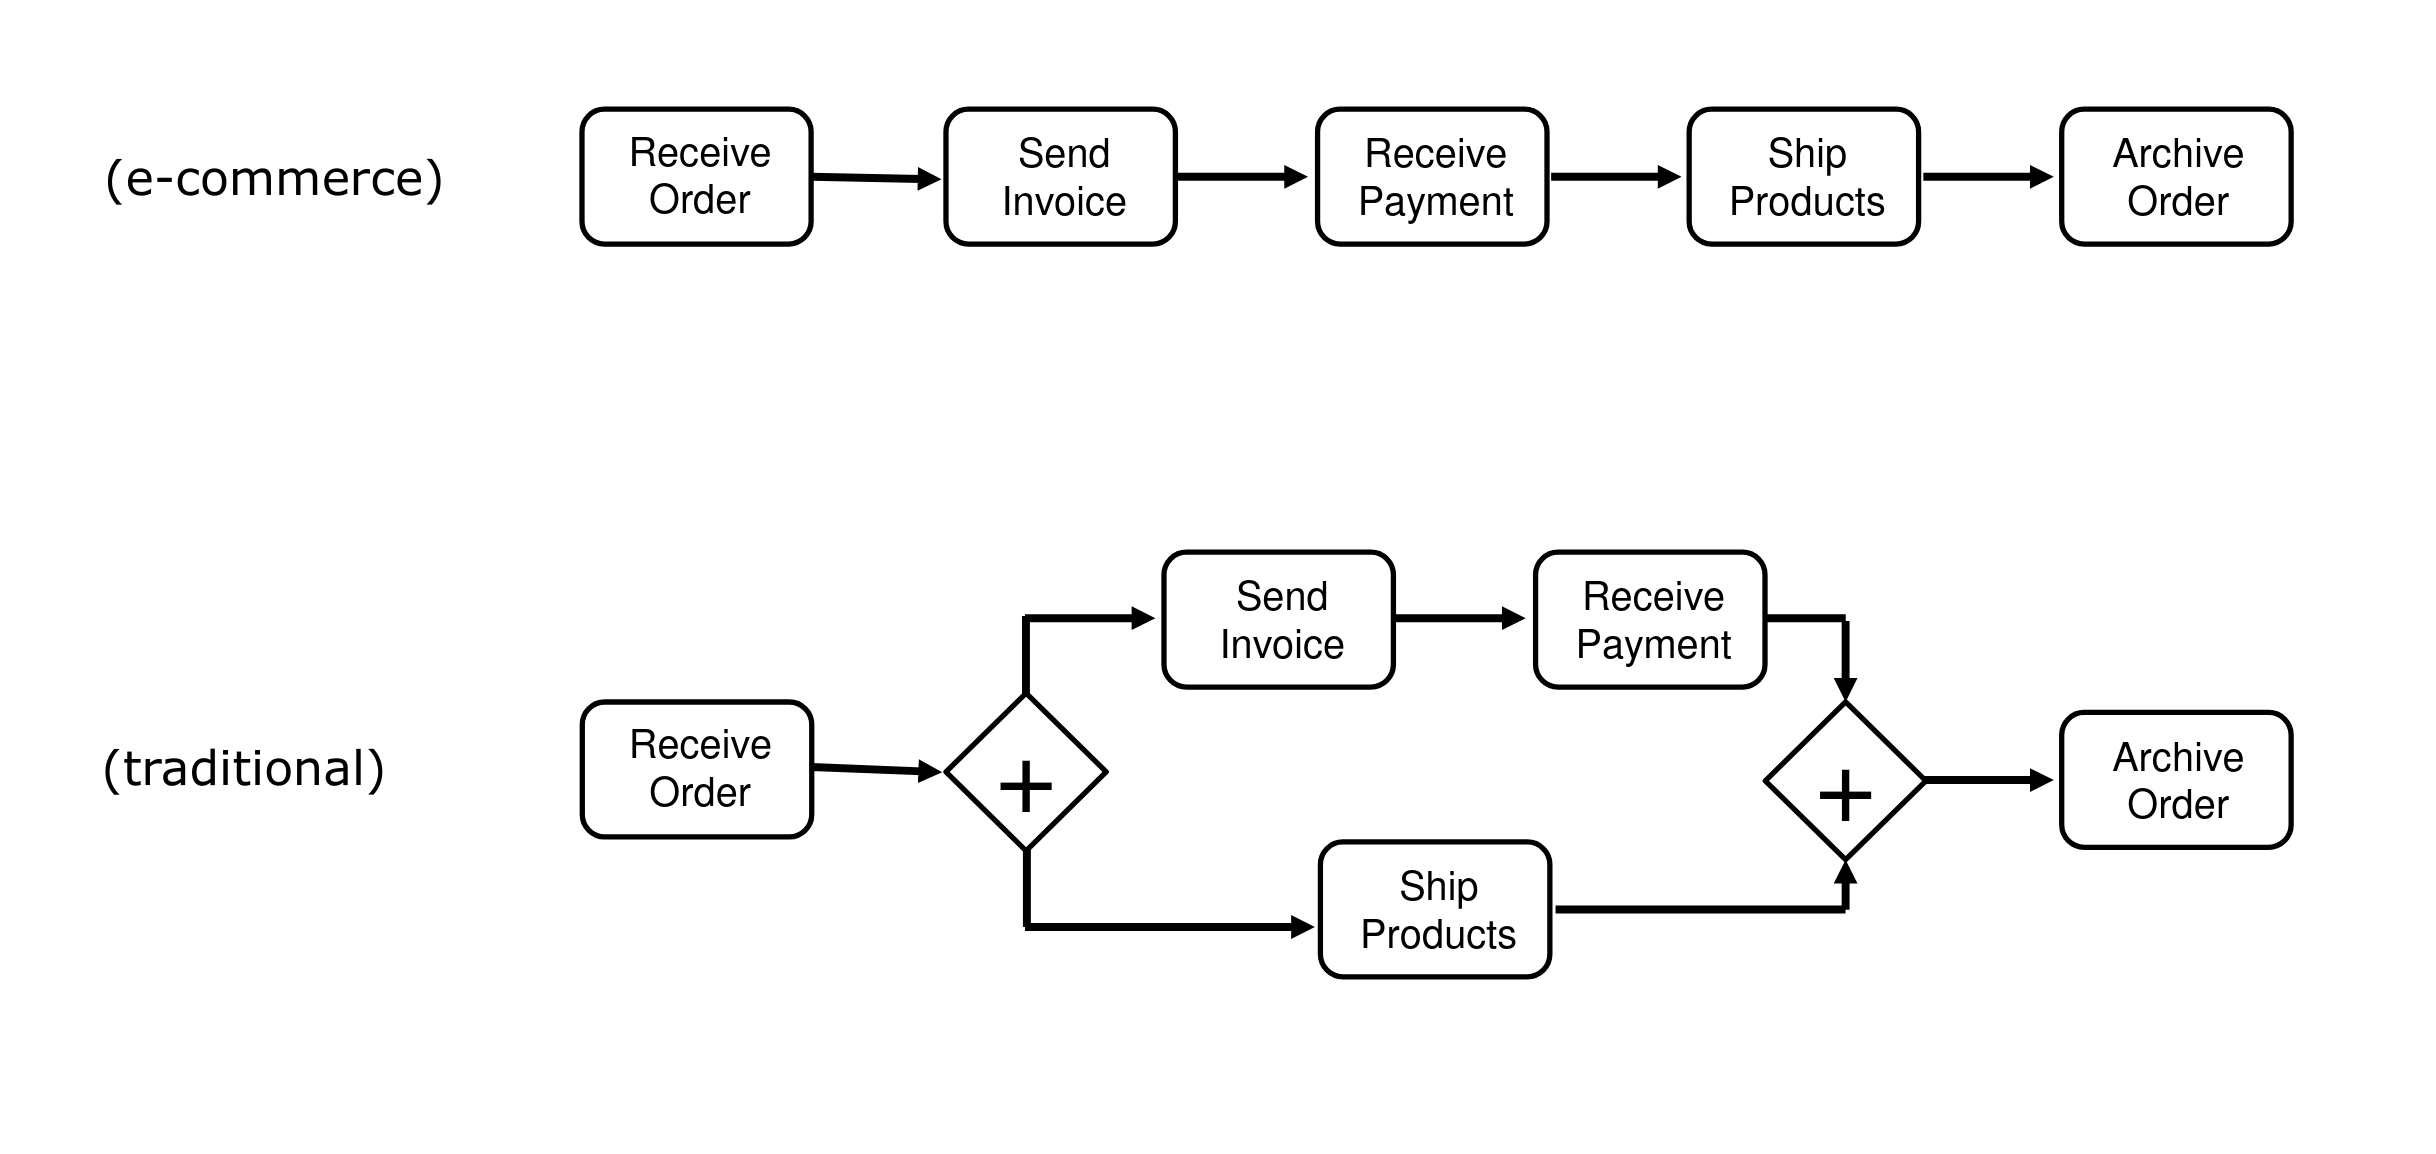 (e-commerce)
Receive
Order
Send
Invoice
Receive
Payment
Ship
Products
Archive
Order
(traditional)
Receive
Order
+
Send
Invoice
Receive
Payment
Ship
Products
+
Archive
Order